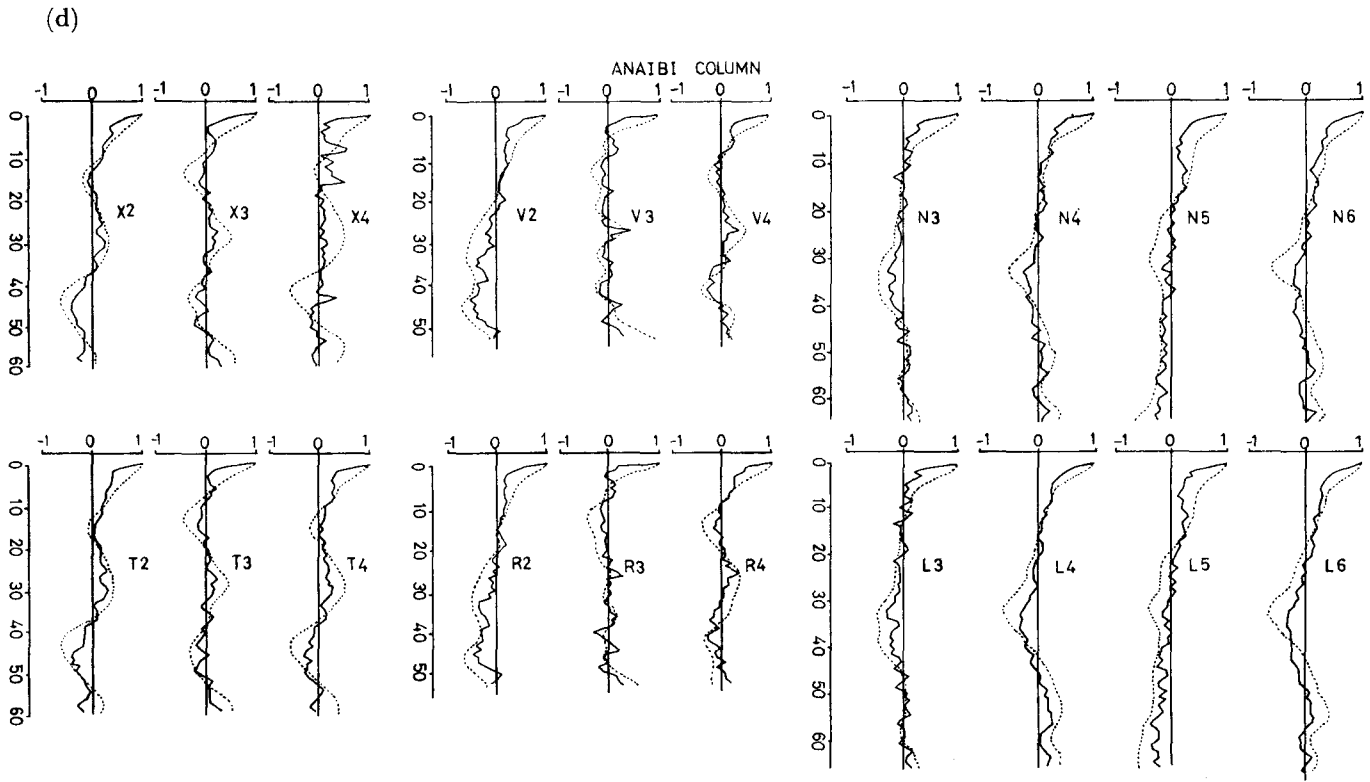 (d)
ANAIBI COLUMN
-1 0 1 -1 0 1 -1 0 1
0 10 20 30 40 50 60
X2 X3 X4
-1 0 1 -1 0 1 -1 0 1
0 10 20 30 40 50
V2 V3 V4
-1 0 1 -1 0 1 -1 0 1 -1 0 1
0 10 20 30 40 50 60
N3 N4 N5 N6
-1 0 1 -1 0 1 -1 0 1
0 10 20 30 40 50 60
T2 T3 T4
-1 0 1 -1 0 1 -1 0 1
0 10 20 30 40 50
R2 R3 R4
-1 0 1 -1 0 1 -1 0 1 -1 0 1
0 10 20 30 40 50 60
L3 L4 L5 L6